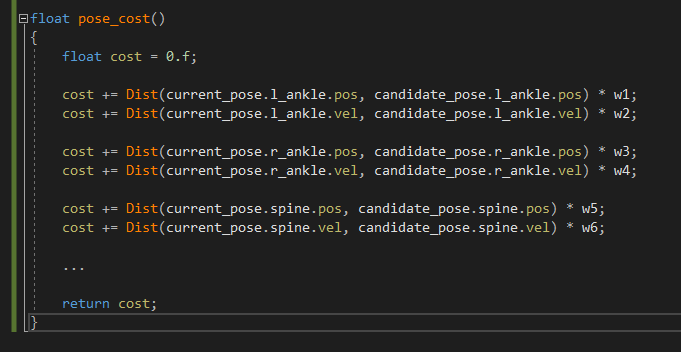 float pose_cost()
{
    float cost = 0.f;

    cost += Dist(current_pose.l_ankle.pos, candidate_pose.l_ankle.pos) * w1;
    cost += Dist(current_pose.l_ankle.vel, candidate_pose.l_ankle.vel) * w2;

    cost += Dist(current_pose.r_ankle.pos, candidate_pose.r_ankle.pos) * w3;
    cost += Dist(current_pose.r_ankle.vel, candidate_pose.r_ankle.vel) * w4;

    cost += Dist(current_pose.spine.pos, candidate_pose.spine.pos) * w5;
    cost += Dist(current_pose.spine.vel, candidate_pose.spine.vel) * w6;

    ...

    return cost;
}